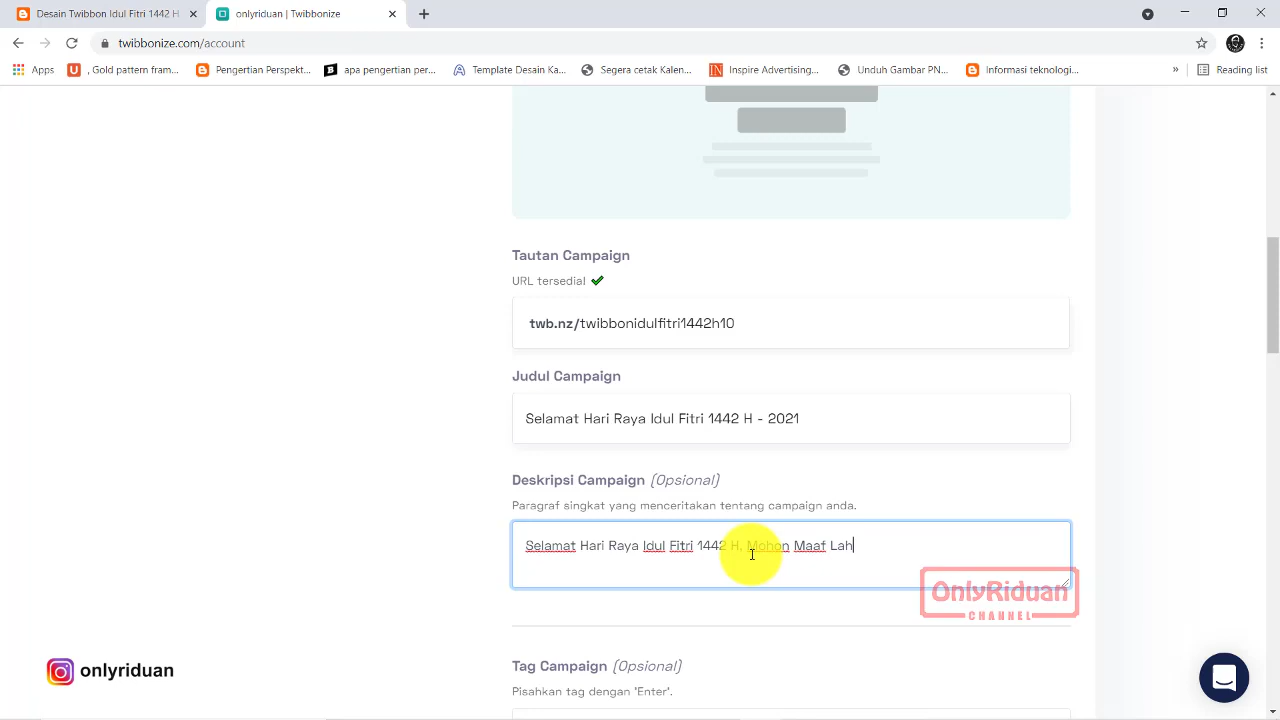 Desain Twibbon Idul Fitri 1442 H
onlyriduan | Twibbonize
twibbonize.com/account
Apps
, Gold pattern fram...
Pengertian Perspekt...
apa pengertian per...
Template Desain Ka...
Segera cetak Kalen...
Inspire Advertising...
Unduh Gambar PN...
Informasi teknologi...
»
Reading list
Tautan Campaign
URL tersedia!
twb.nz/twibbonidulfitri1442h10
Judul Campaign
Selamat Hari Raya Idul Fitri 1442 H - 2021
Deskripsi Campaign (Opsional)
Paragraf singkat yang menceritakan tentang campaign anda.
Selamat Hari Raya Idul Fitri 1442 H, Mohon Maaf Lah
OnlyRiduan
CHANNEL
onlyriduan
Tag Campaign (Opsional)
Pisahkan tag dengan 'Enter'.